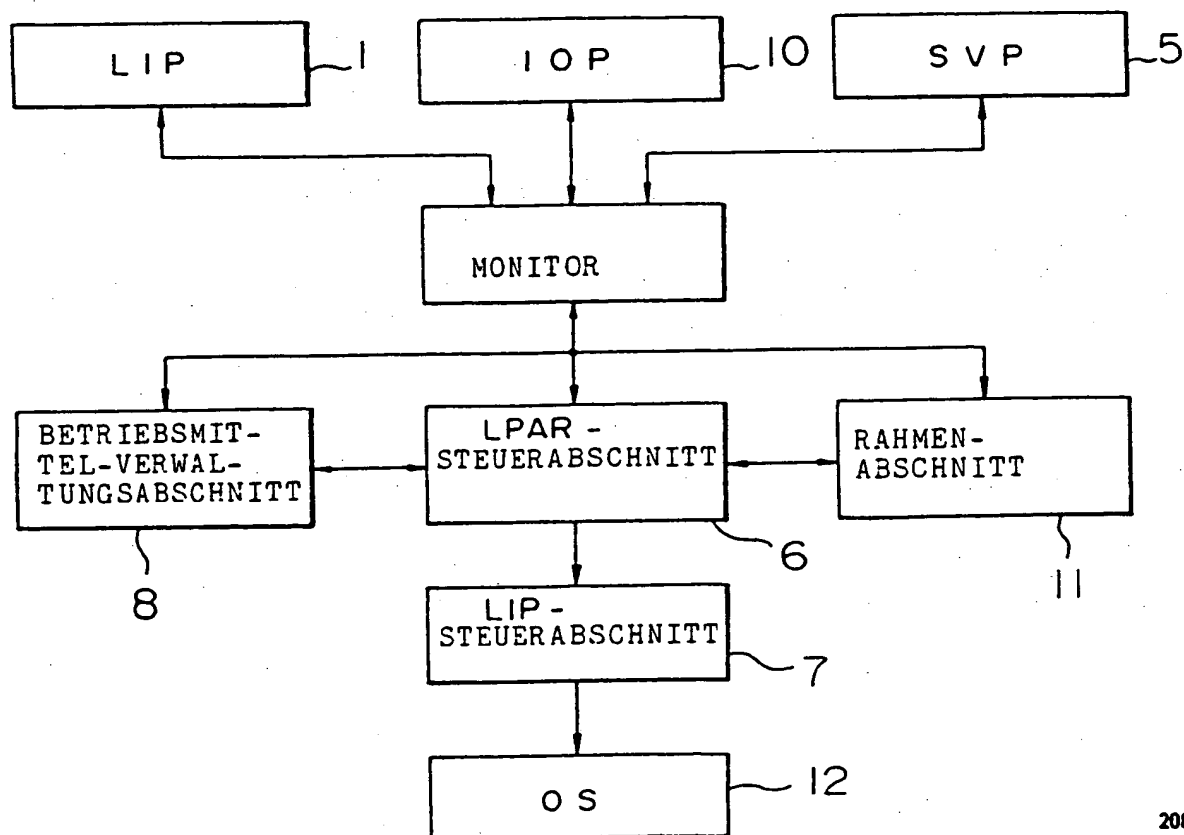 LIP
1
IOP
10
SVP
5
MONITOR
BETRIEBSMIT-
TEL-VERWAL-
TUNGSABSCHNITT
8
LPAR-
STEUERABSCHNITT
6
RAHMEN-
ABSCHNITT
11
LIP-
STEUERABSCHNITT
7
OS
12
208